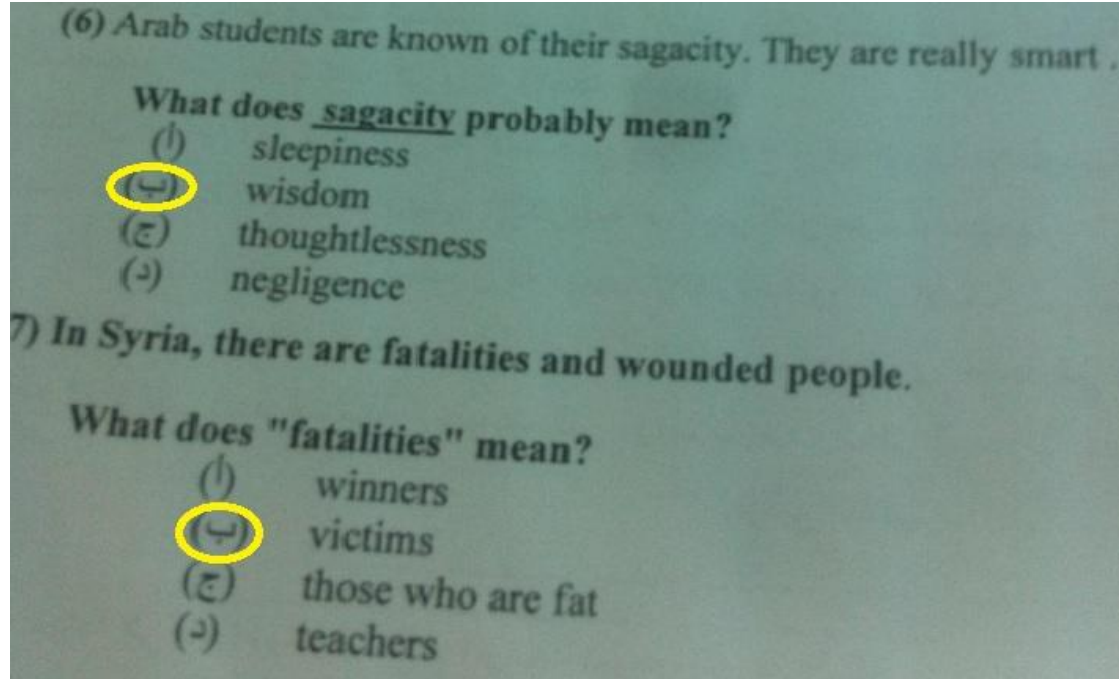 (6) Arab students are known of their sagacity. They are really smart .
What does sagacity probably mean?
(أ) sleepiness
(ب) wisdom
(ج) thoughtlessness
(د) negligence
7) In Syria, there are fatalities and wounded people.
What does "fatalities" mean?
(أ) winners
(ب) victims
(ج) those who are fat
(د) teachers